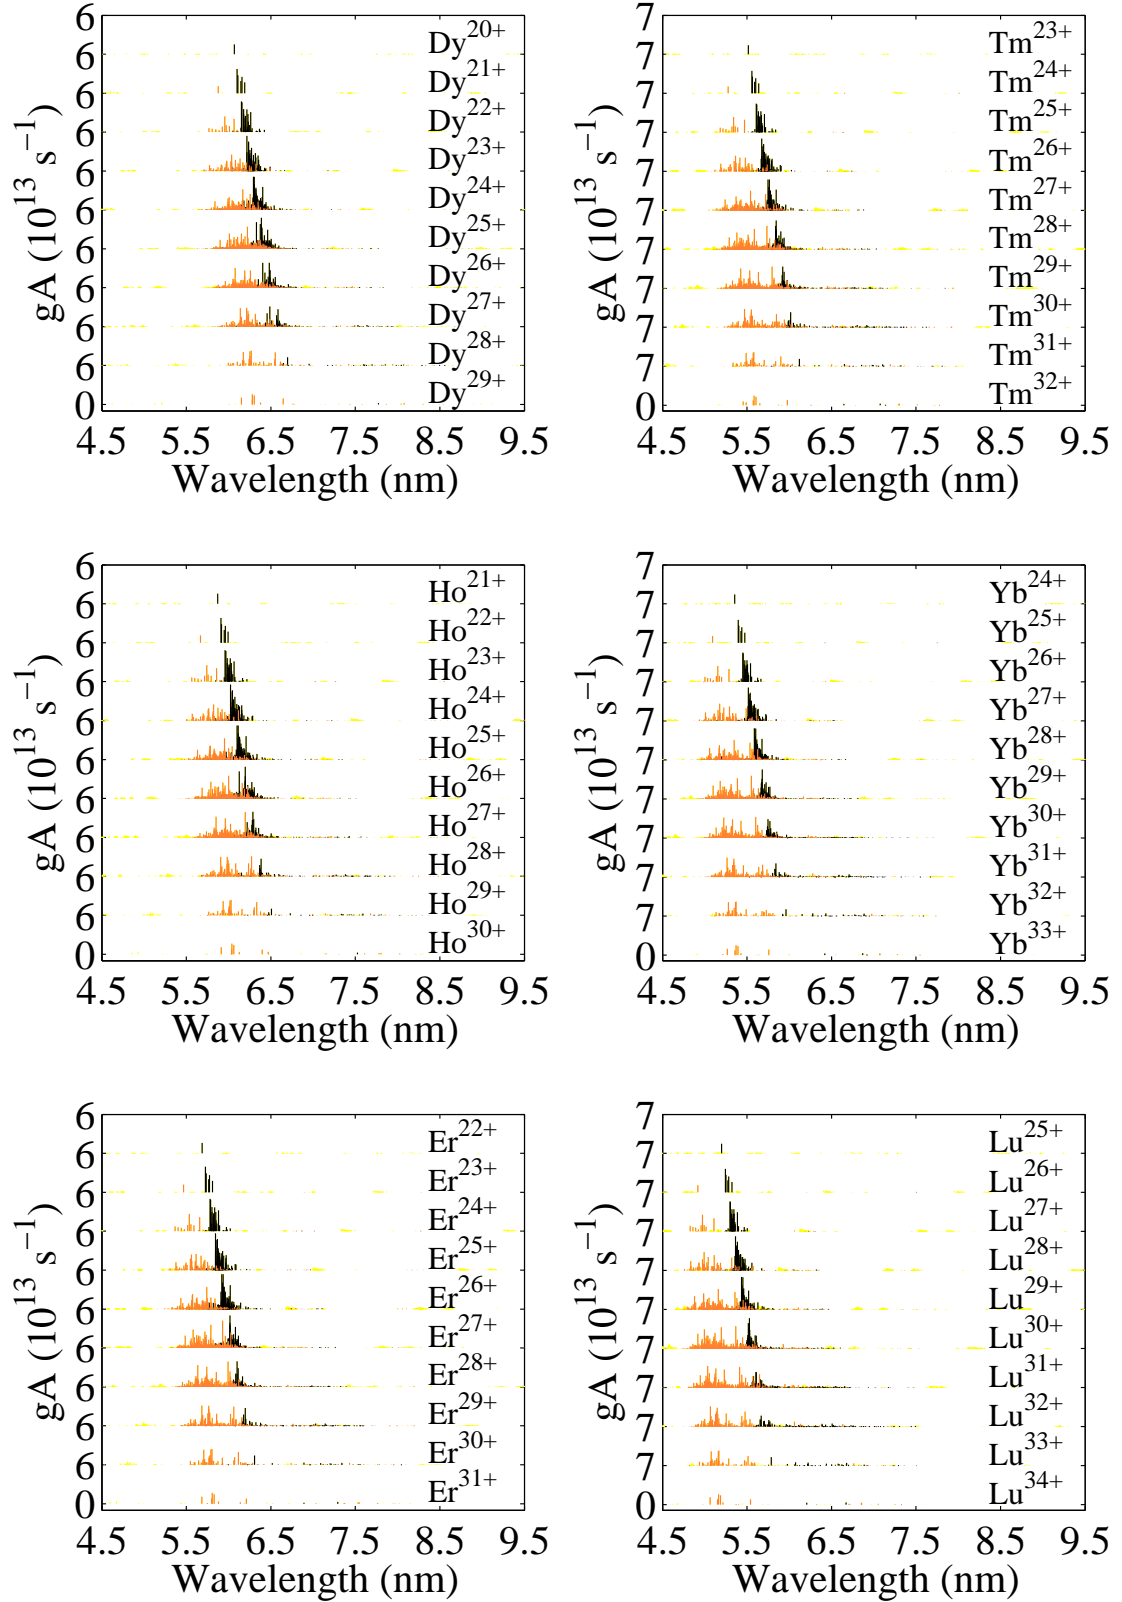 6
Dy20+
6
Dy21+
6
Dy22+
6
Dy23+
6
Dy24+
6
Dy25+
6
Dy26+
6
Dy27+
6
Dy28+
6
Dy29+
0
gA (10^13 s^−1)
4.5 5.5 6.5 7.5 8.5 9.5
Wavelength (nm)
7
Tm23+
7
Tm24+
7
Tm25+
7
Tm26+
7
Tm27+
7
Tm28+
7
Tm29+
7
Tm30+
7
Tm31+
7
Tm32+
0
gA (10^13 s^−1)
4.5 5.5 6.5 7.5 8.5 9.5
Wavelength (nm)
6
Ho21+
6
Ho22+
6
Ho23+
6
Ho24+
6
Ho25+
6
Ho26+
6
Ho27+
6
Ho28+
6
Ho29+
6
Ho30+
0
gA (10^13 s^−1)
4.5 5.5 6.5 7.5 8.5 9.5
Wavelength (nm)
7
Yb24+
7
Yb25+
7
Yb26+
7
Yb27+
7
Yb28+
7
Yb29+
7
Yb30+
7
Yb31+
7
Yb32+
7
Yb33+
0
gA (10^13 s^−1)
4.5 5.5 6.5 7.5 8.5 9.5
Wavelength (nm)
6
Er22+
6
Er23+
6
Er24+
6
Er25+
6
Er26+
6
Er27+
6
Er28+
6
Er29+
6
Er30+
6
Er31+
0
gA (10^13 s^−1)
4.5 5.5 6.5 7.5 8.5 9.5
Wavelength (nm)
7
Lu25+
7
Lu26+
7
Lu27+
7
Lu28+
7
Lu29+
7
Lu30+
7
Lu31+
7
Lu32+
7
Lu33+
7
Lu34+
0
gA (10^13 s^−1)
4.5 5.5 6.5 7.5 8.5 9.5
Wavelength (nm)